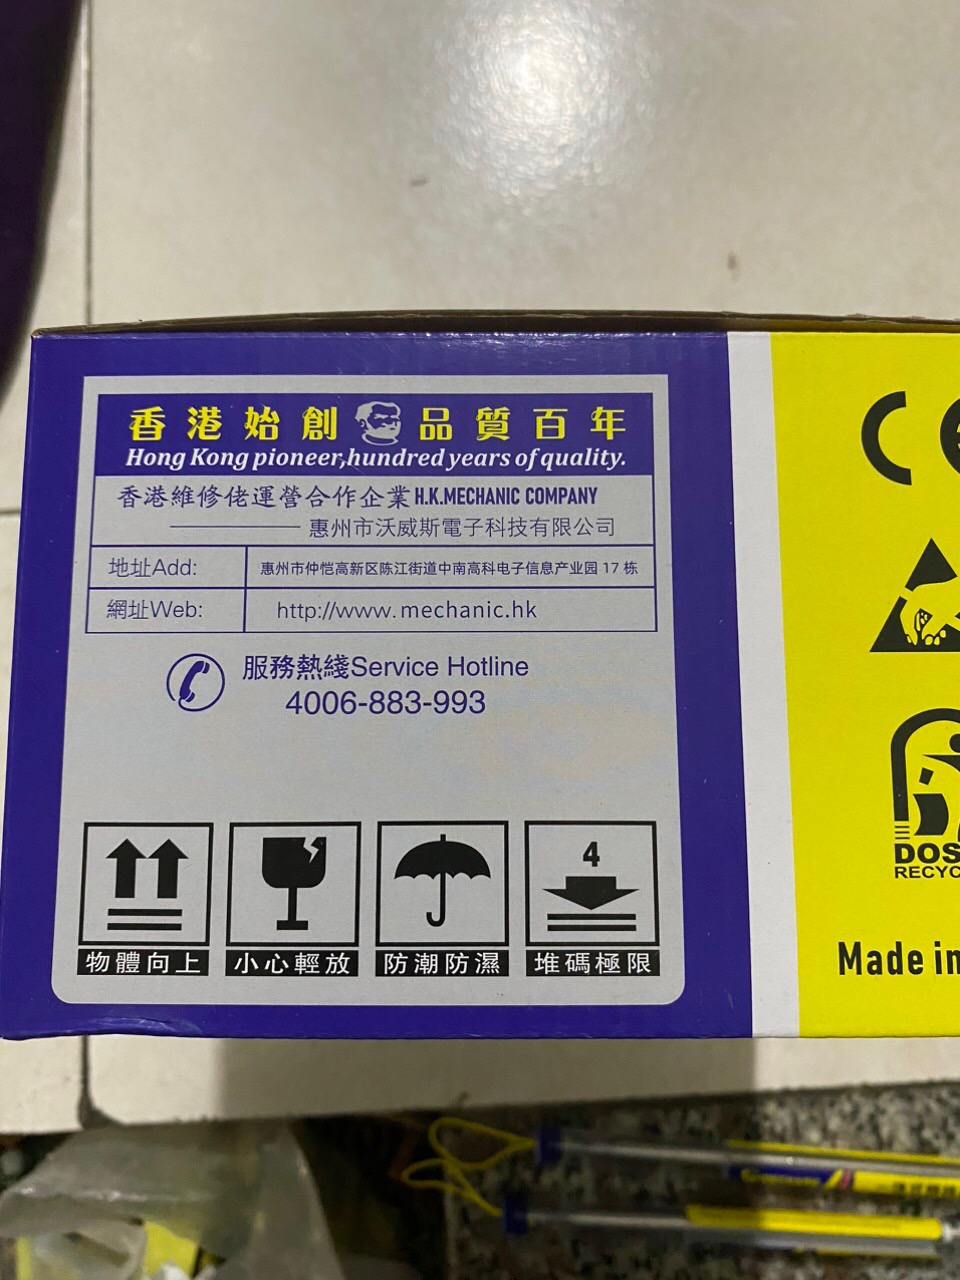 香港始創 品質百年
Hong Kong pioneer,hundred years of quality.
香港維修佬運營合作企業 H.K.MECHANIC COMPANY
惠州市沃威斯電子科技有限公司
地址Add: 惠州市仲恺高新区陈江街道中南高科电子信息产业园 17 栋
網址Web: http://www.mechanic.hk
服務熱綫Service Hotline
4006-883-993
4
物體向上 小心輕放 防潮防濕 堆碼極限
CE
DOS
RECYC
Made in